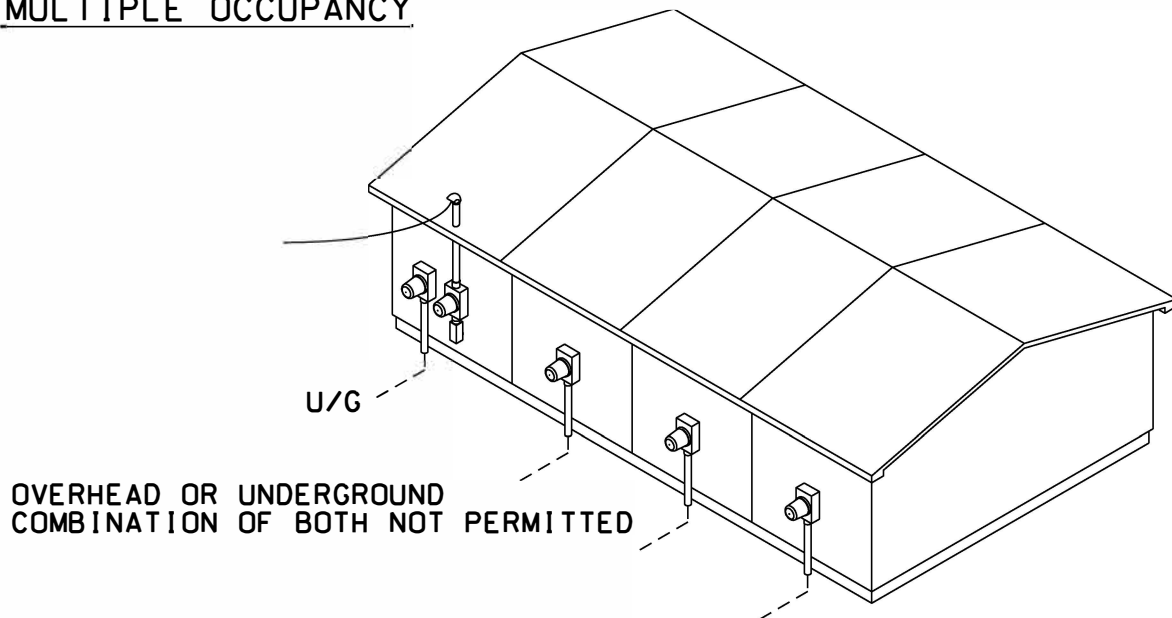 MULTIPLE OCCUPANCY
U/G
OVERHEAD OR UNDERGROUND
COMBINATION OF BOTH NOT PERMITTED